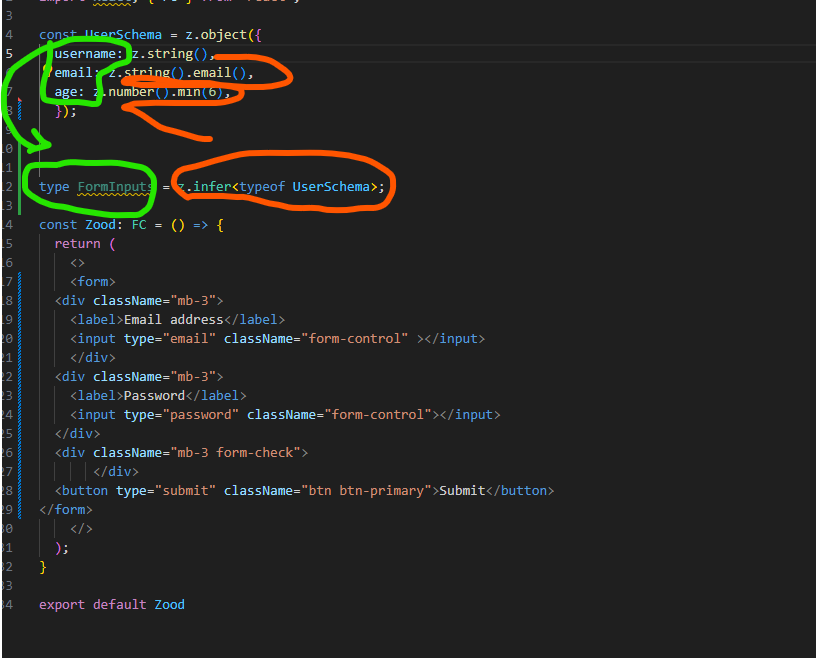 3
4 const UserSchema = z.object({
5 username: z.string(),
email: z.string().email(),
7 age: z.number().min(6),
8 });
9
10
11
12 type FormInputs = z.infer<typeof UserSchema>;
13
14 const Zood: FC = () => {
15 return (
16 <>
17 <form>
18 <div className="mb-3">
19 <label>Email address</label>
20 <input type="email" className="form-control" ></input>
21 </div>
22 <div className="mb-3">
23 <label>Password</label>
24 <input type="password" className="form-control"></input>
25 </div>
26 <div className="mb-3 form-check">
27 </div>
28 <button type="submit" className="btn btn-primary">Submit</button>
29 </form>
30 </>
31 );
32 }
33
34 export default Zood